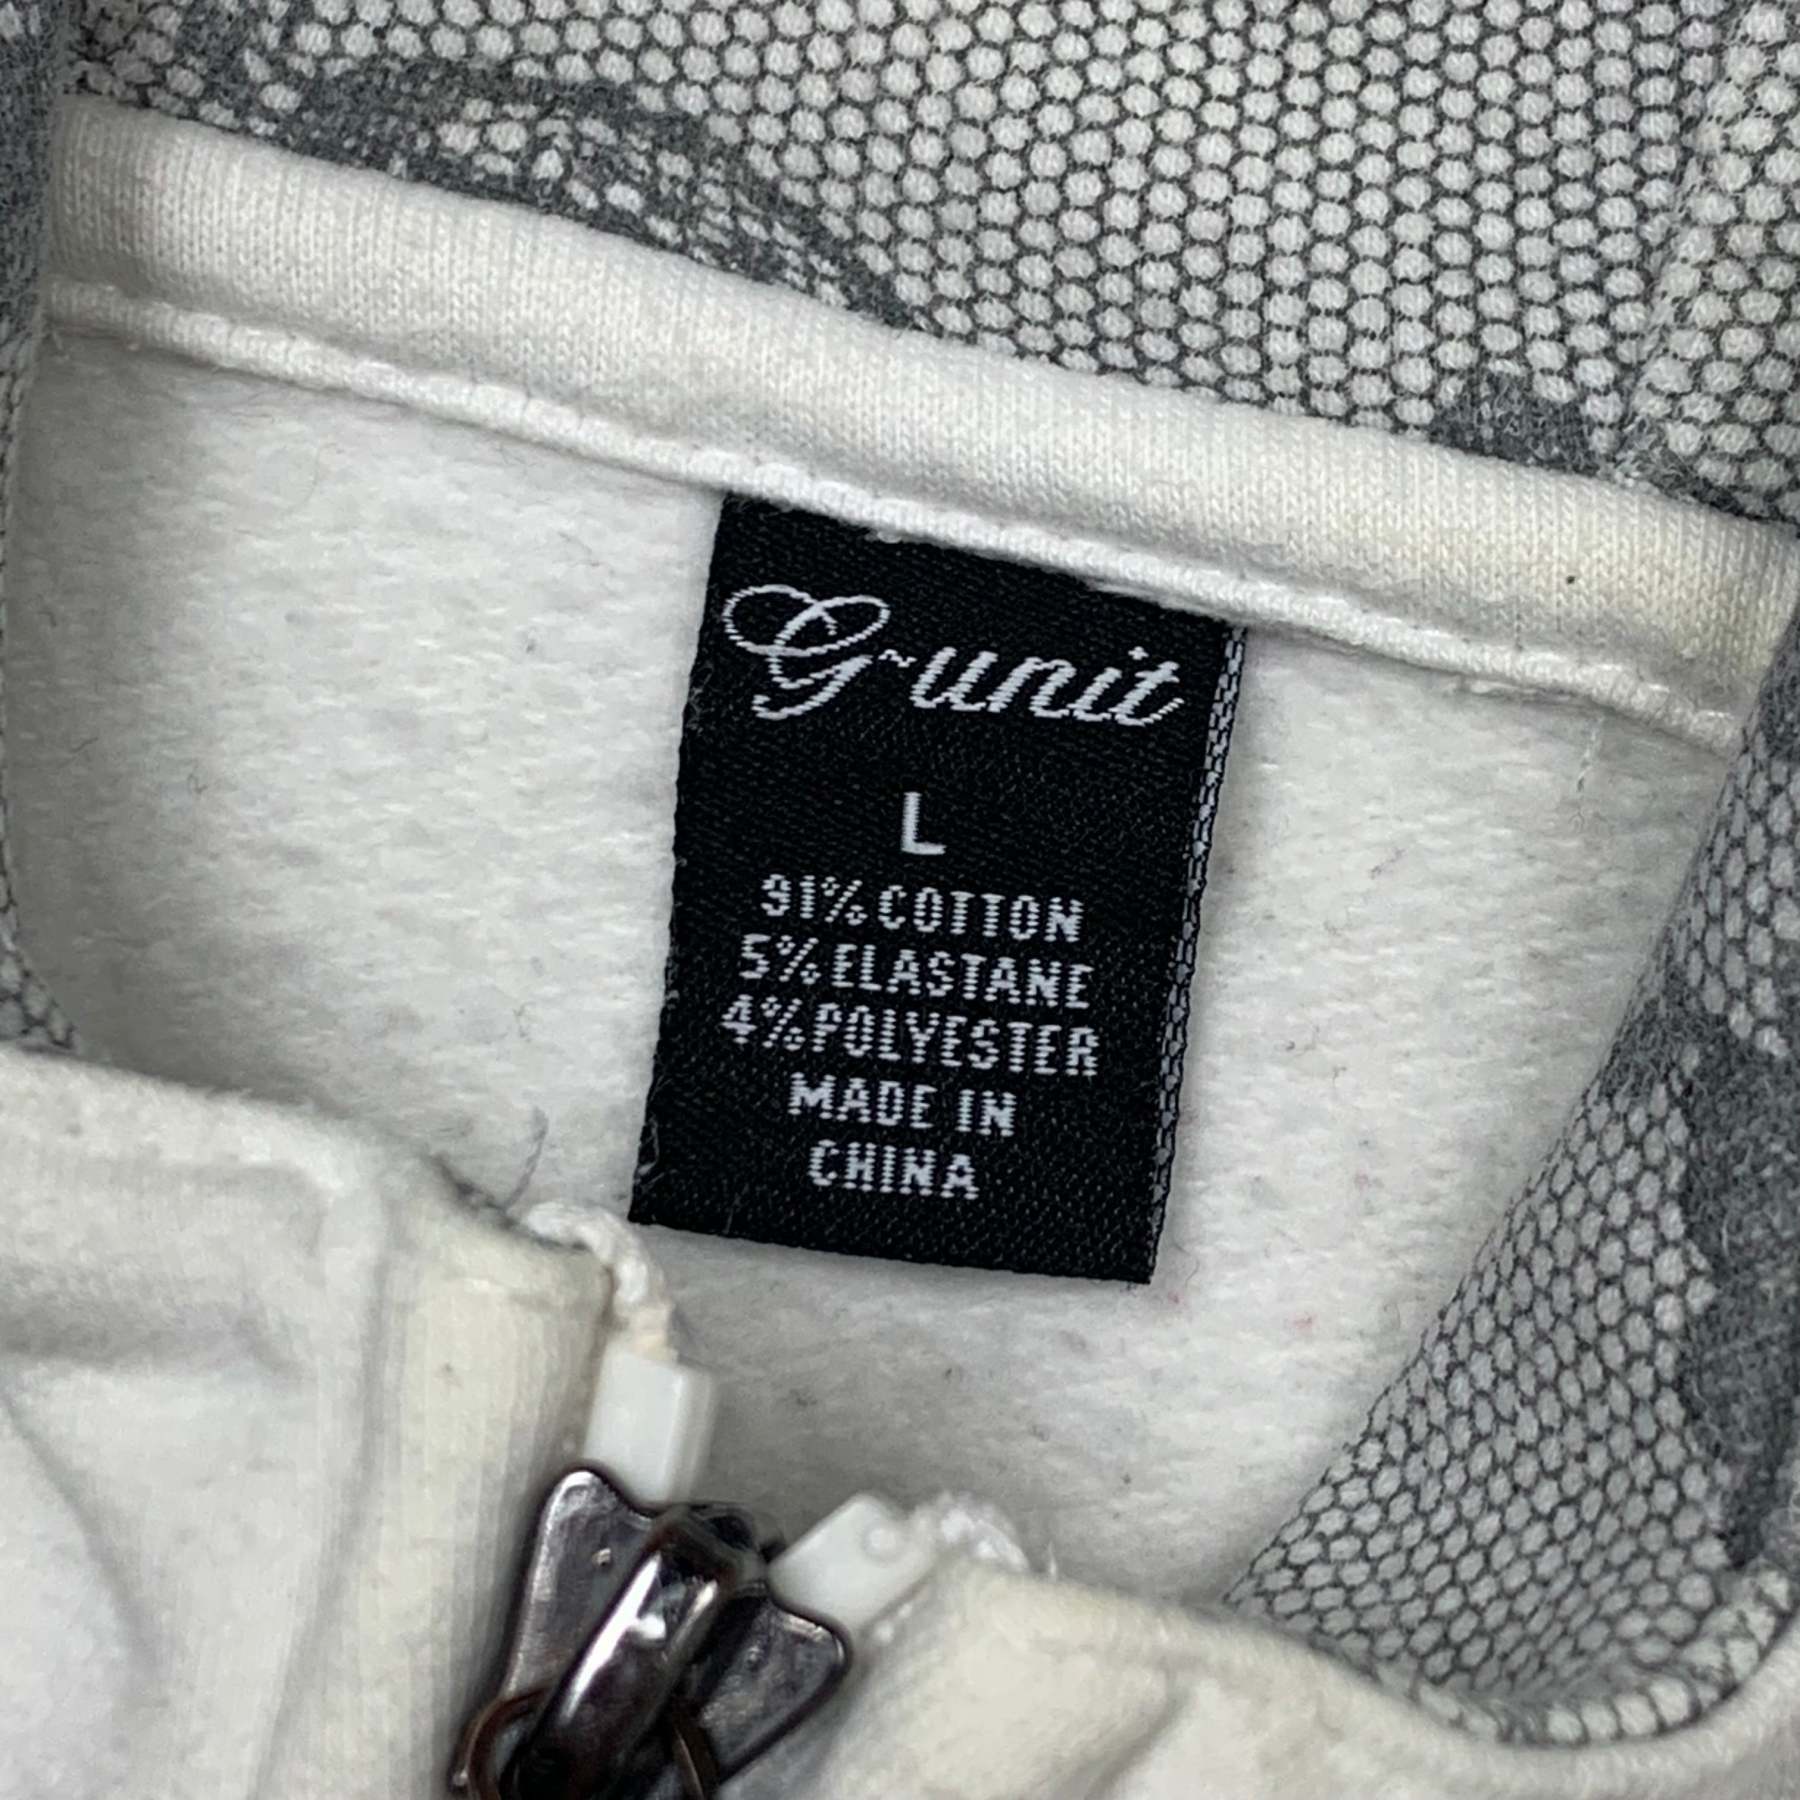 G-unit
L
91% COTTON
5% ELASTANE
4% POLYESTER
MADE IN
CHINA